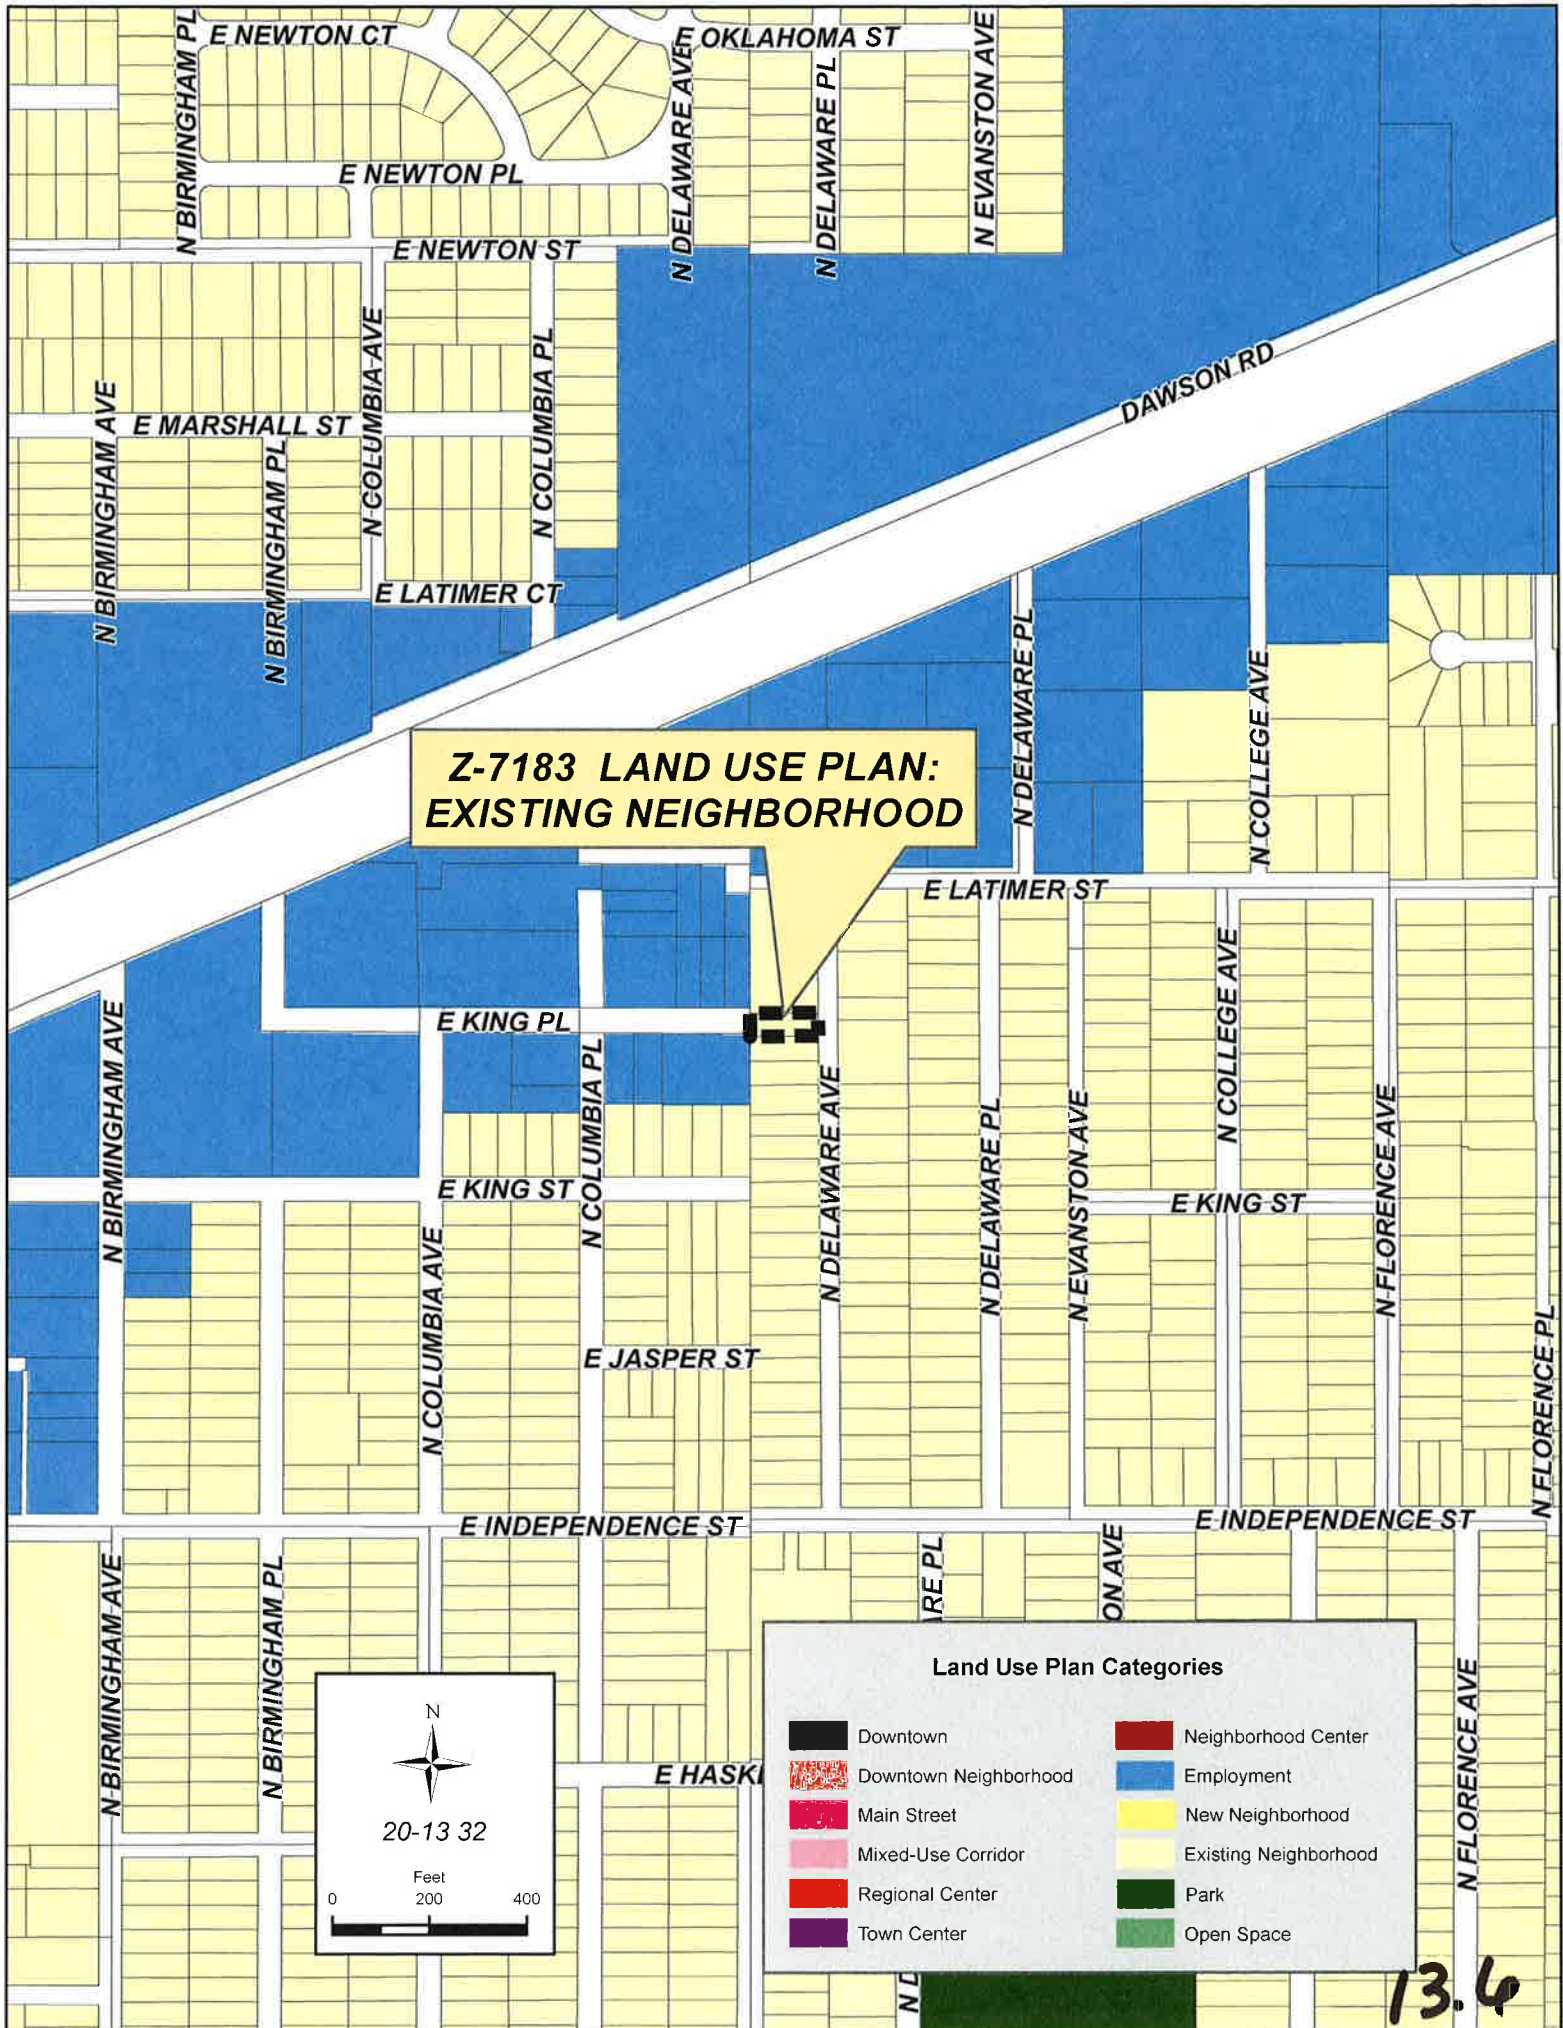 E NEWTON CT
E OKLAHOMA ST
N BIRMINGHAM PL
N DELAWARE AVE
N DELAWARE PL
N EVANSTON AVE
E NEWTON PL
E NEWTON ST
DAWSON RD
N BIRMINGHAM AVE
E MARSHALL ST
N BIRMINGHAM PL
N COLUMBIA AVE
N COLUMBIA PL
E LATIMER CT
N DELAWARE PL
N COLLEGE AVE
Z-7183 LAND USE PLAN:
EXISTING NEIGHBORHOOD
E LATIMER ST
E KING PL
N BIRMINGHAM AVE
N COLUMBIA PL
N DELAWARE AVE
N DELAWARE PL
N EVANSTON AVE
N COLLEGE AVE
N FLORENCE AVE
E KING ST
E KING ST
N COLUMBIA AVE
E JASPER ST
N FLORENCE PL
E INDEPENDENCE ST
E INDEPENDENCE ST
N BIRMINGHAM AVE
N BIRMINGHAM PL
ARE PL
ON AVE
N FLORENCE AVE
E HASK
N D
N
20-13 32
Feet
0 200 400
Land Use Plan Categories
Downtown
Downtown Neighborhood
Main Street
Mixed-Use Corridor
Regional Center
Town Center
Neighborhood Center
Employment
New Neighborhood
Existing Neighborhood
Park
Open Space
13.6